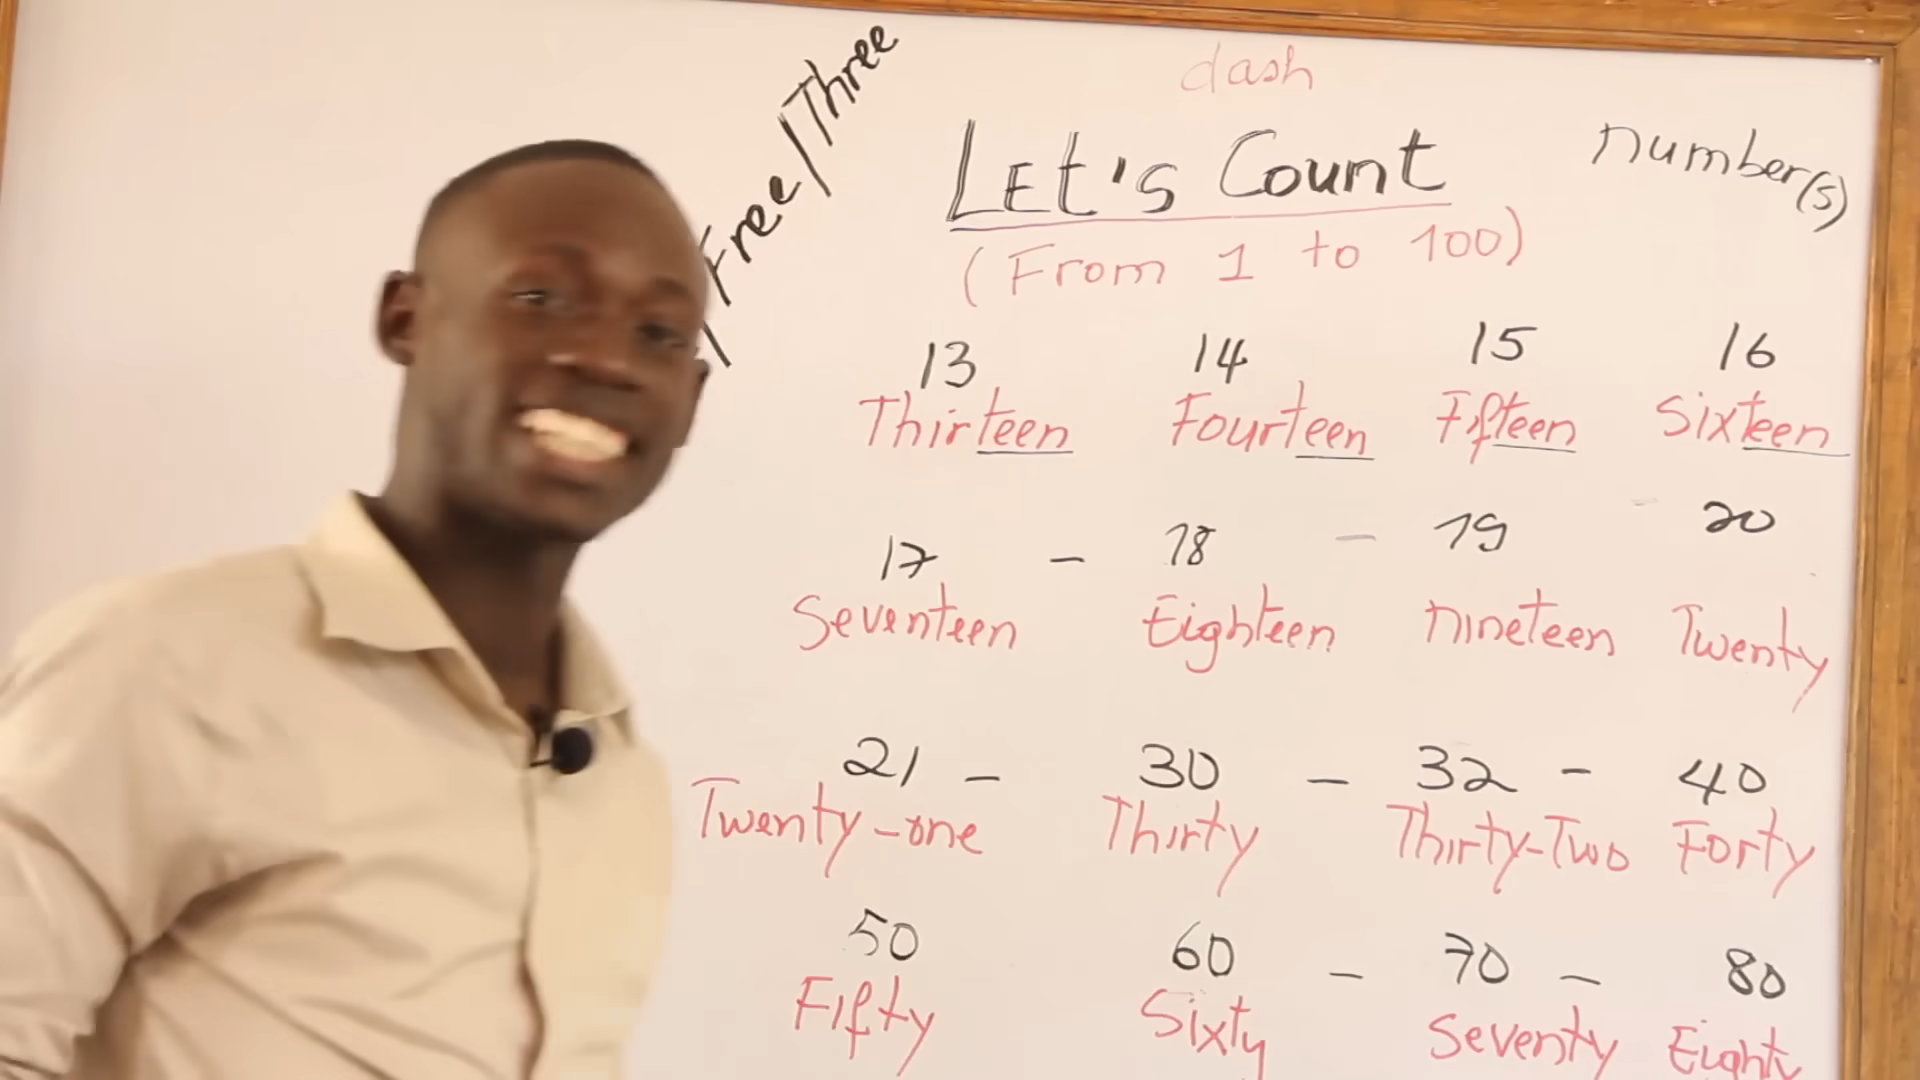 dash
Free/Three
LEt's Count
number(s)
(From 1 to 100)
13 14 15 16
Thirteen Fourteen Fifteen Sixteen
17 - 18 - 19 - 20
Seventeen Eighteen Nineteen Twenty
21 - 30 - 32 - 40
Twenty-one Thirty Thirty-Two Forty
50 60 - 70 - 80
Fifty Sixty Seventy Eighty